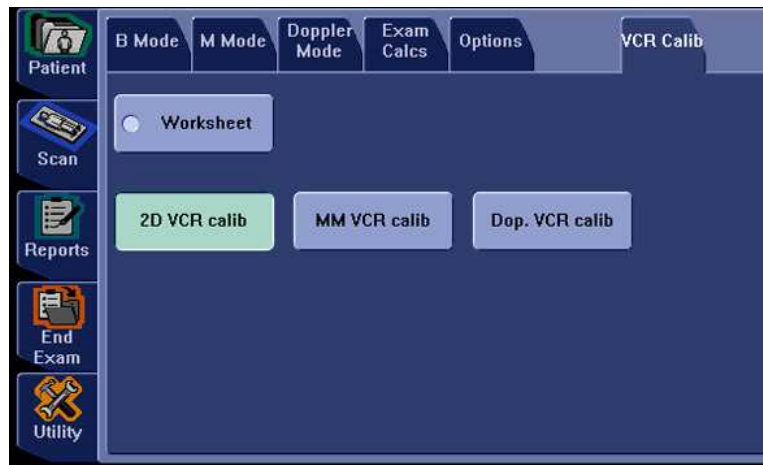 Patient
B Mode
M Mode
Doppler
Mode
Exam
Calcs
Options
VCR Calib
Worksheet
Scan
2D VCR calib
MM VCR calib
Dop. VCR calib
Reports
End
Exam
Utility